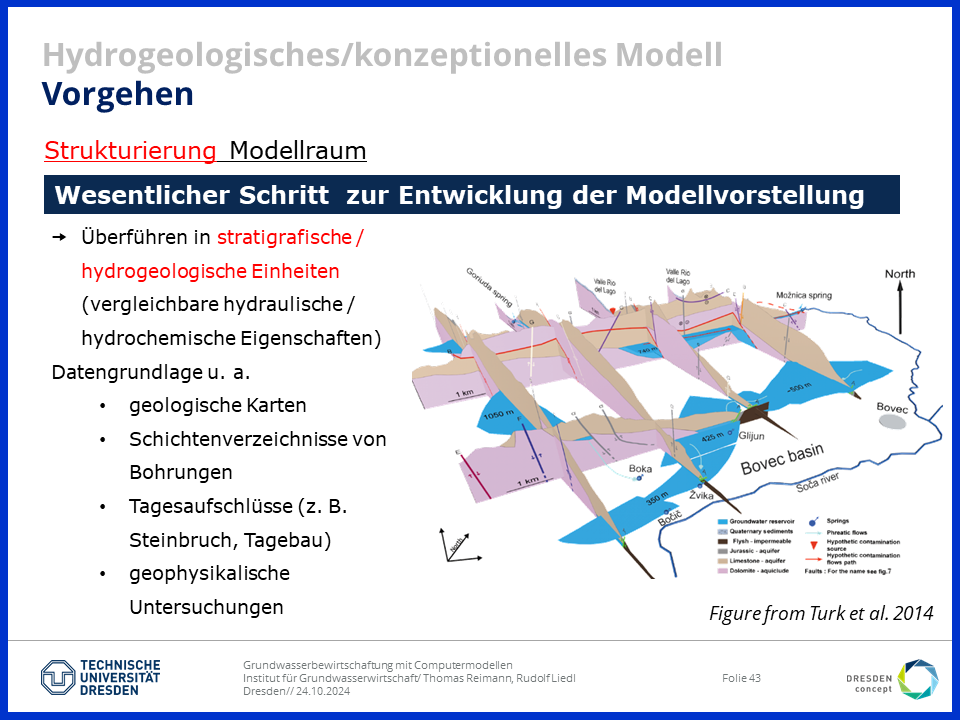 Hydrogeologisches/konzeptionelles Modell
Vorgehen
Strukturierung Modellraum
Wesentlicher Schritt zur Entwicklung der Modellvorstellung
➜ Überführen in stratigrafische /
hydrogeologische Einheiten
(vergleichbare hydraulische /
hydrochemische Eigenschaften)
Datengrundlage u. a.
• geologische Karten
• Schichtenverzeichnisse von
Bohrungen
• Tagesaufschlüsse (z. B.
Steinbruch, Tagebau)
• geophysikalische
Untersuchungen
Goriuda spring
Valle Rio
del Lago
Valle Rio
del Lago
Možnica spring
North
740 m
~500 m
1 km
1050 m
425 m
Glijun
Bovec
Bovec basin
Soča river
Boka
1 km
Žvika
350 m
Bočič
North
Groundwater reservoir
Quaternary sediments
Flysh - impermeable
Jurassic - aquifer
Limestone - aquifer
Dolomite - aquiclude
Springs
Phreatic flows
Hypothetic contamination
source
Hypothetic contamination
flows path
Faults : For the name see fig.7
Figure from Turk et al. 2014
TECHNISCHE
UNIVERSITÄT
DRESDEN
Grundwasserbewirtschaftung mit Computermodellen
Institut für Grundwasserwirtschaft/ Thomas Reimann, Rudolf Liedl
Dresden// 24.10.2024
Folie 43
DRESDEN
concept